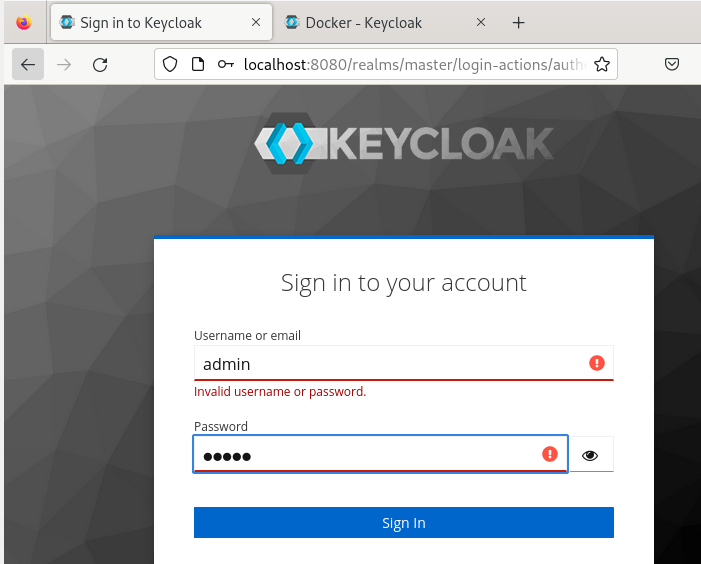 Sign in to Keycloak
Docker - Keycloak
localhost:8080/realms/master/login-actions/auth
KEYCLOAK
Sign in to your account
Username or email
admin
Invalid username or password.
Password
Sign In